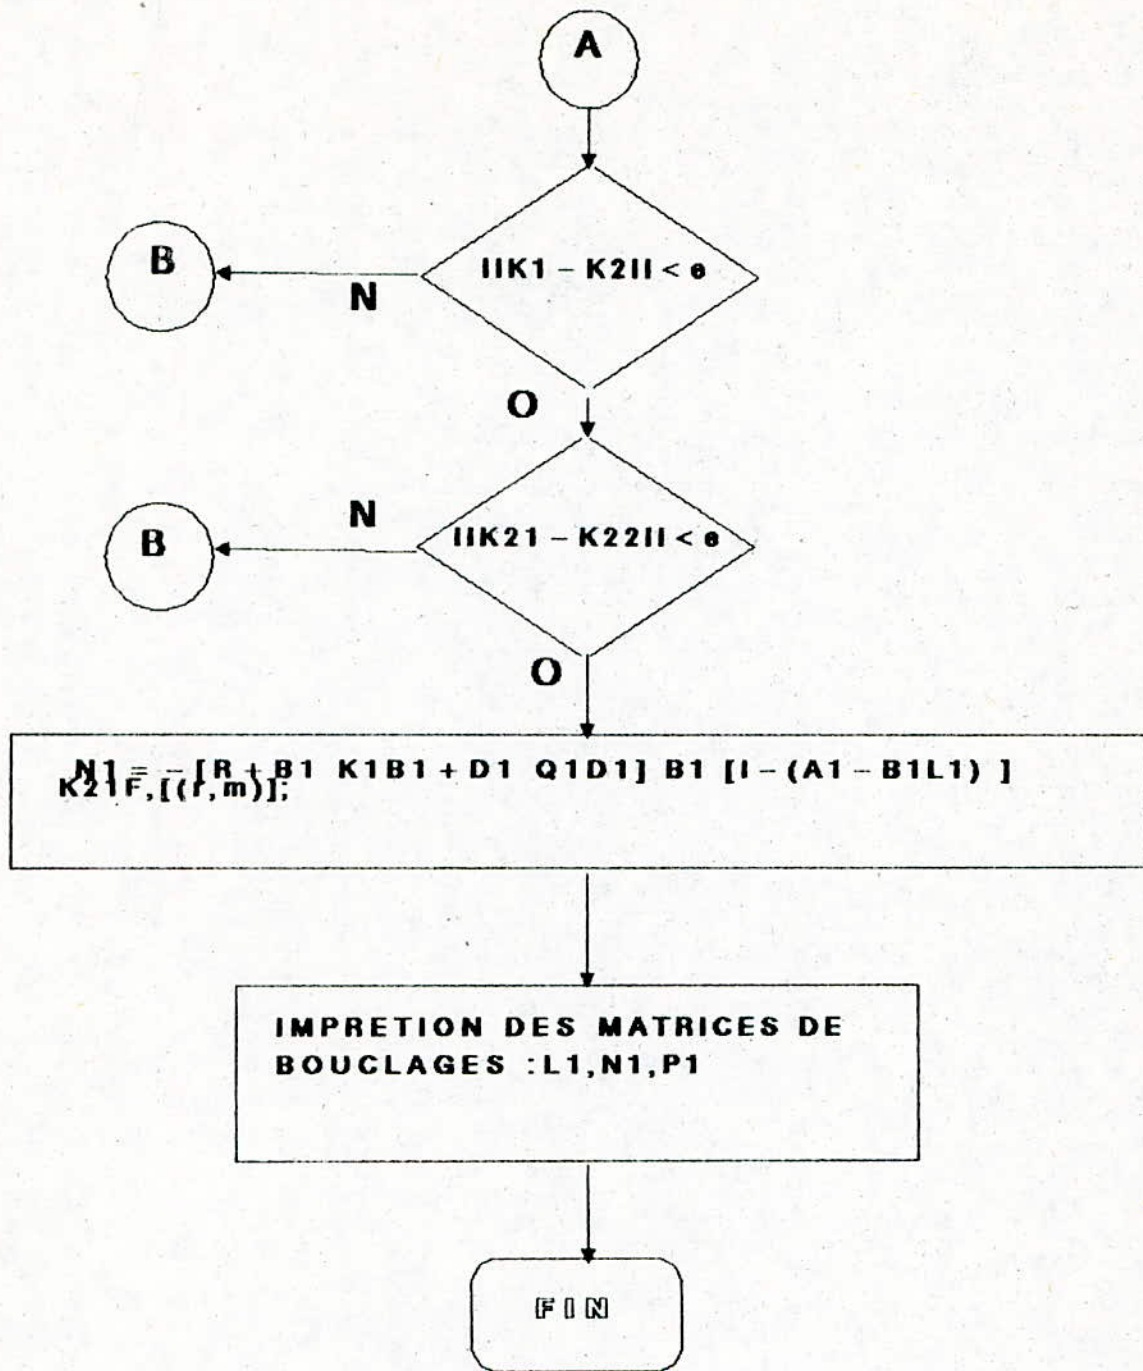 A
IIK1 – K2II < e
B
N
O
IIK21 – K22II < e
N
B
O
N1 = – [R + B1 K1B1 + D1 Q1D1] B1 [I – (A1 – B1L1) ]
K21F,[(r,m)];
IMPRETION DES MATRICES DE
BOUCLAGES :L1,N1,P1
FIN